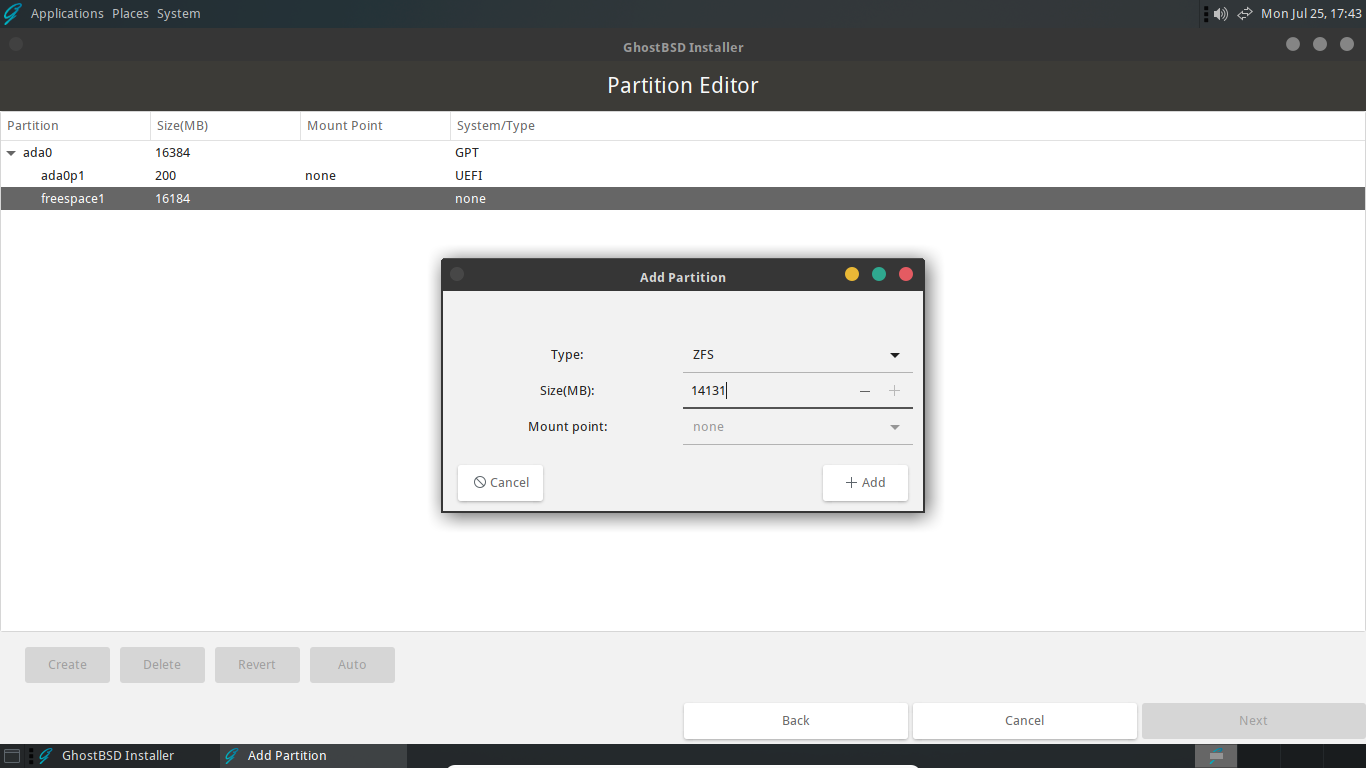 Applications Places System Mon Jul 25, 17:43
GhostBSD Installer
Partition Editor
Partition Size(MB) Mount Point System/Type
ada0 16384 GPT
ada0p1 200 none UEFI
freespace1 16184 none
Add Partition
Type: ZFS
Size(MB): 14131
Mount point: none
Cancel Add
Create Delete Revert Auto
Back Cancel Next
GhostBSD Installer Add Partition